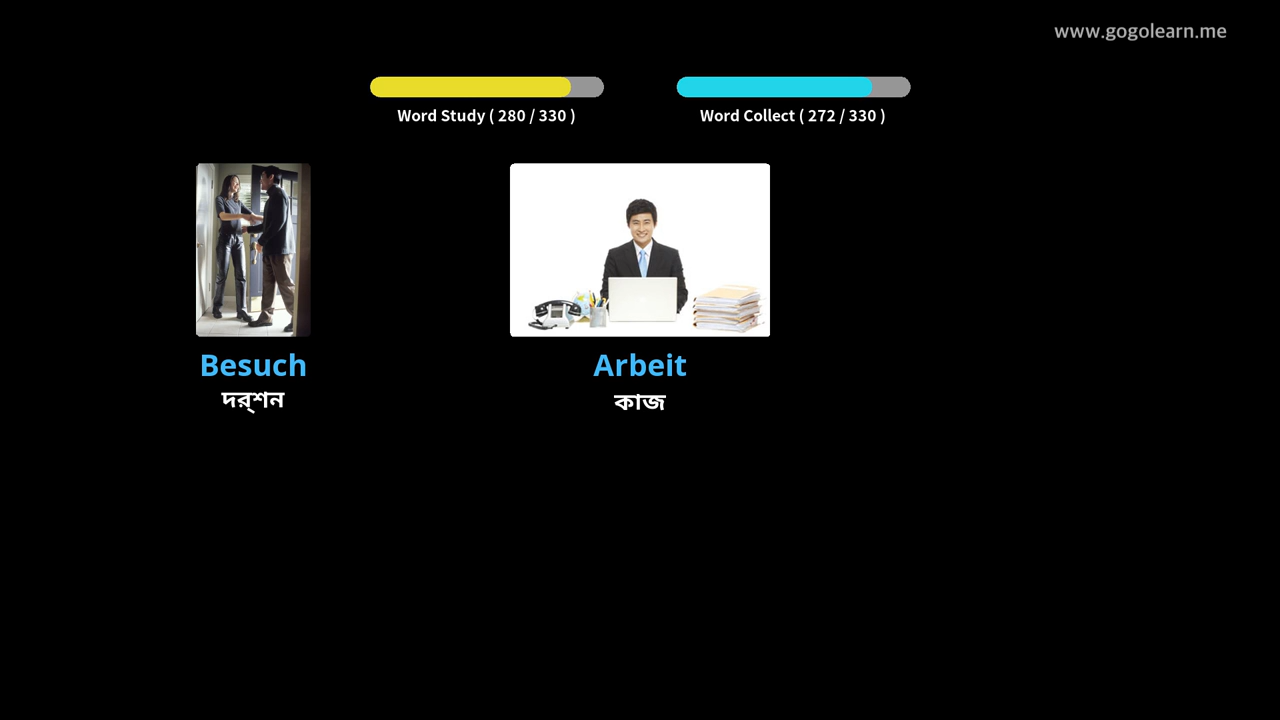 www.gogolearn.me
Word Study ( 280 / 330 )
Word Collect ( 272 / 330 )
Besuch
দর্শন
Arbeit
কাজ